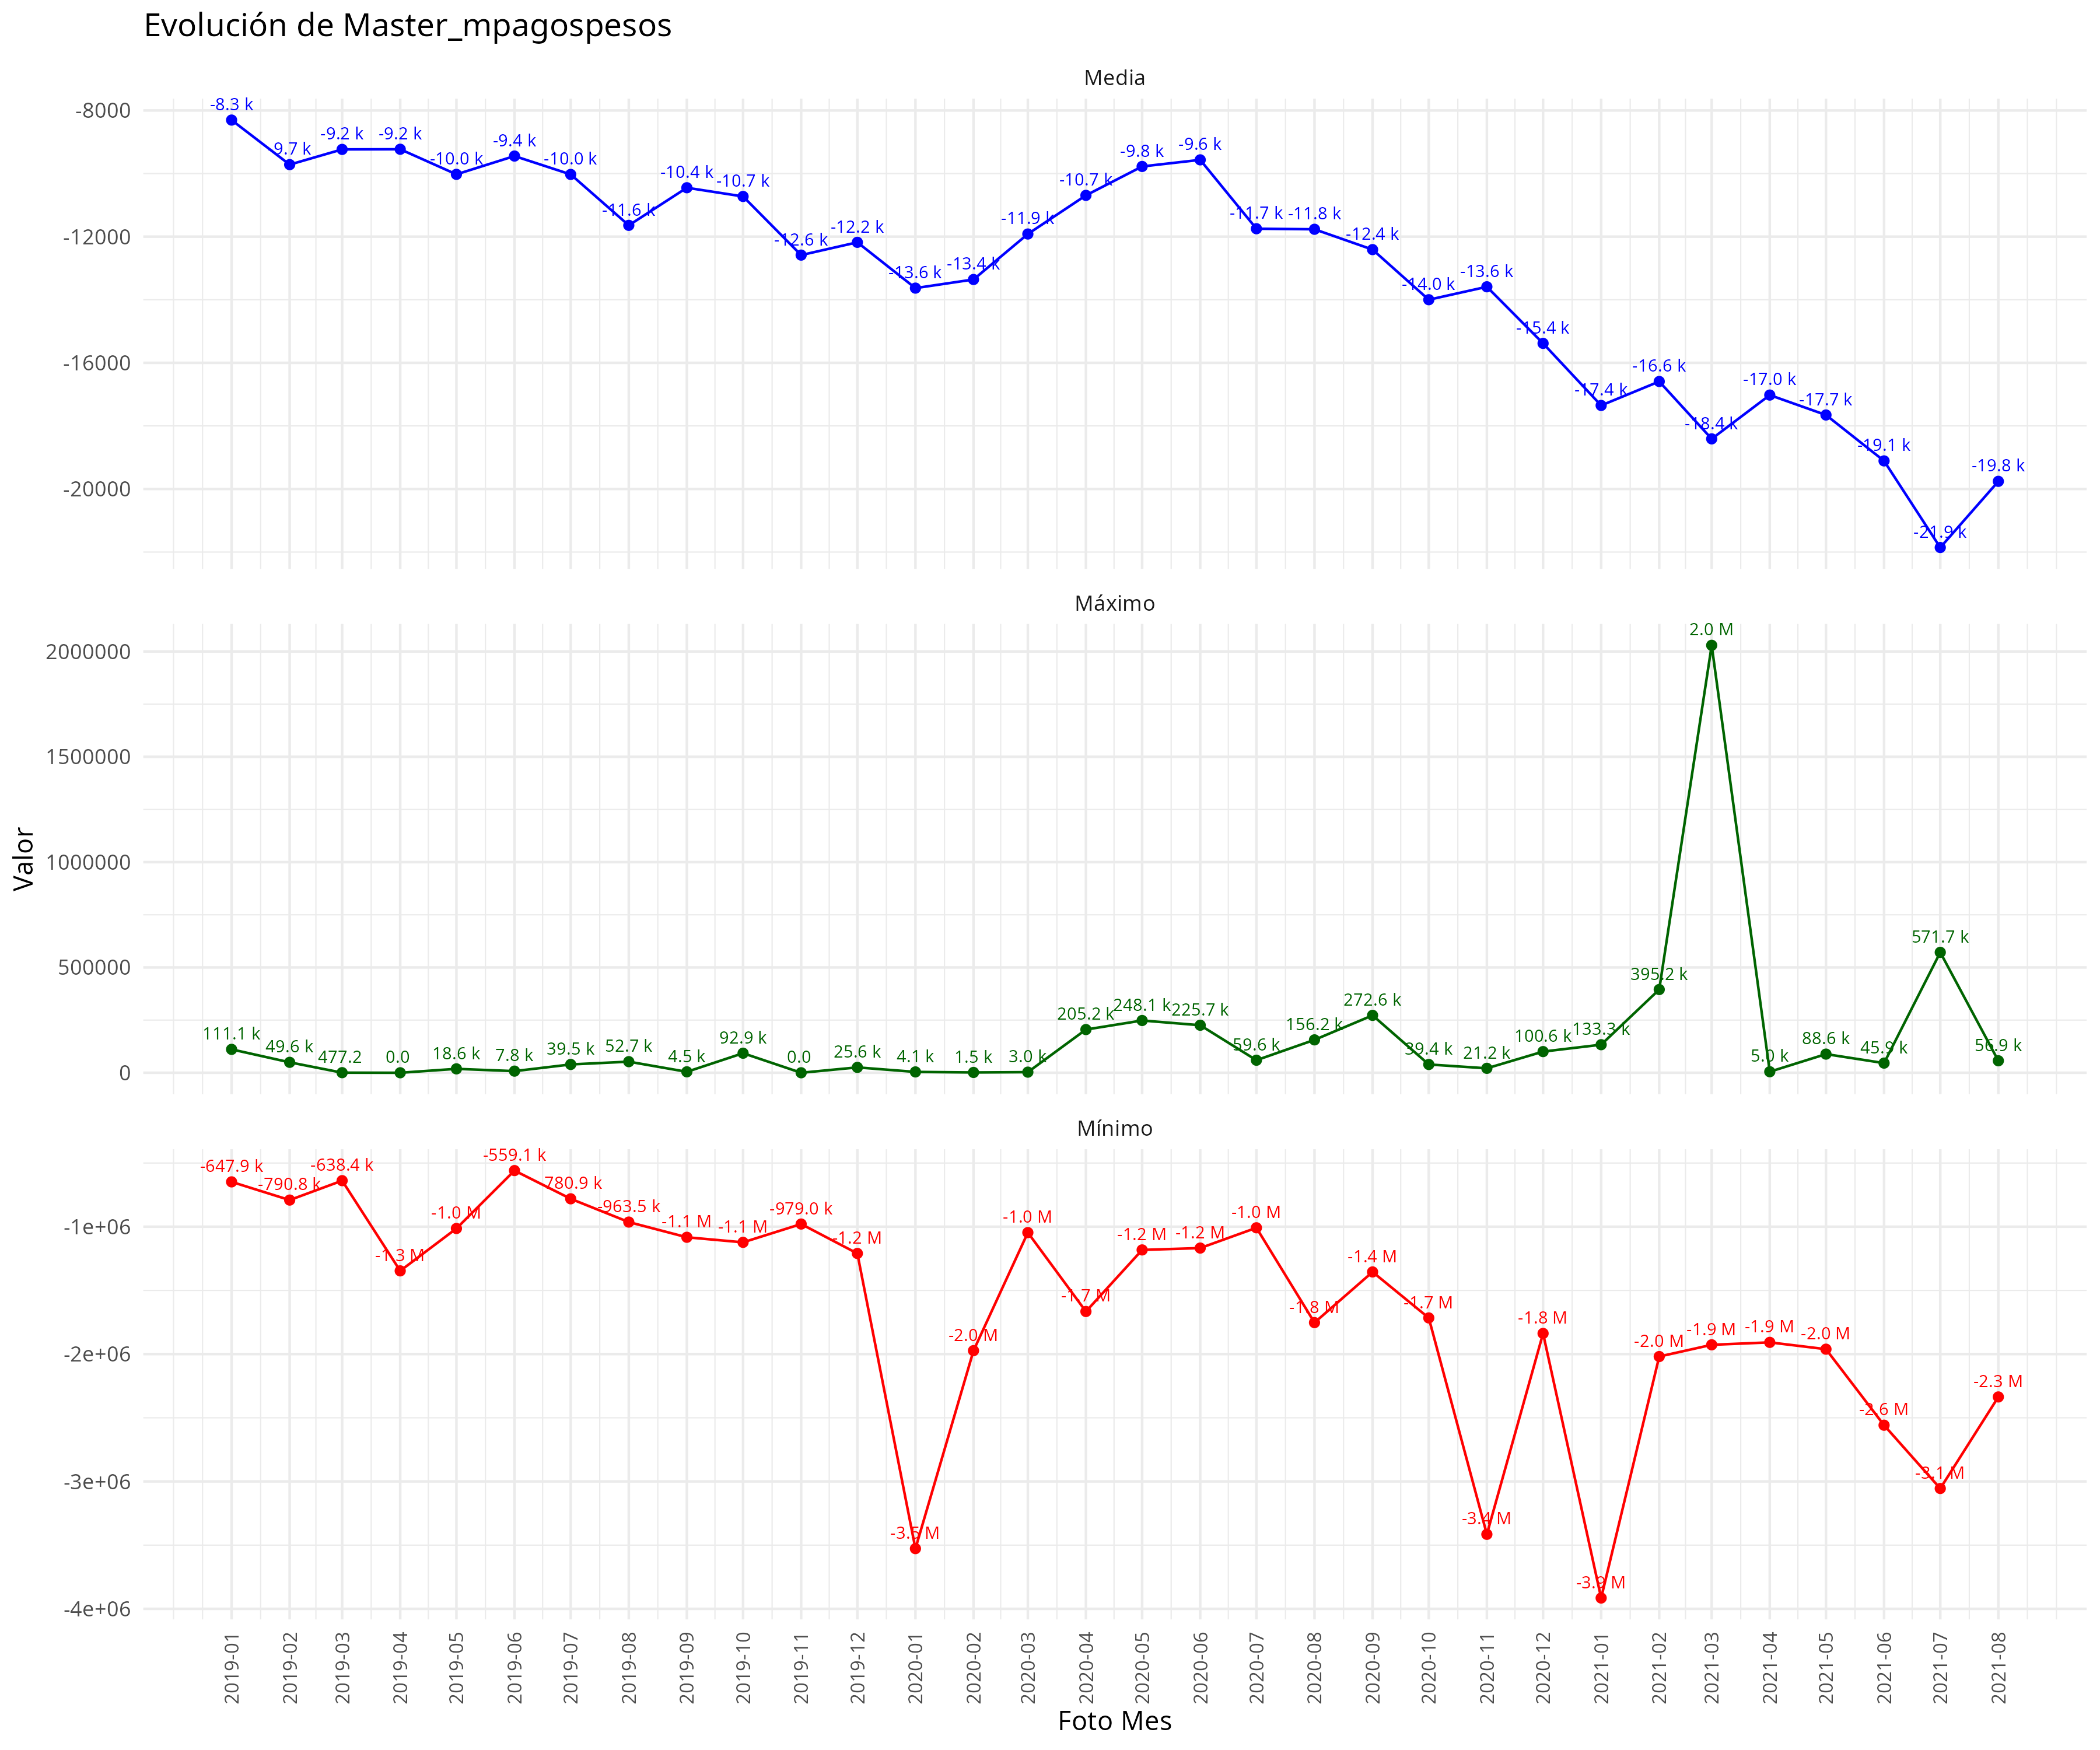 Evolución de Master_mpagospesos
Media
-8000
-12000
-16000
-20000
-8.3 k
-9.7 k
-9.2 k
-9.2 k
-10.0 k
-9.4 k
-10.0 k
-11.6 k
-10.4 k
-10.7 k
-12.6 k
-12.2 k
-13.6 k
-13.4 k
-11.9 k
-10.7 k
-9.8 k
-9.6 k
-11.7 k
-11.8 k
-12.4 k
-14.0 k
-13.6 k
-15.4 k
-17.4 k
-16.6 k
-18.4 k
-17.0 k
-17.7 k
-19.1 k
-21.9 k
-19.8 k
Máximo
2000000
1500000
1000000
500000
0
111.1 k
49.6 k
477.2
0.0
18.6 k
7.8 k
39.5 k
52.7 k
4.5 k
92.9 k
0.0
25.6 k
4.1 k
1.5 k
3.0 k
205.2 k
248.1 k
225.7 k
59.6 k
156.2 k
272.6 k
39.4 k
21.2 k
100.6 k
133.3 k
395.2 k
2.0 M
5.0 k
88.6 k
45.9 k
571.7 k
56.9 k
Valor
Mínimo
-1e+06
-2e+06
-3e+06
-4e+06
-647.9 k
-790.8 k
-638.4 k
-1.3 M
-1.0 M
-559.1 k
-780.9 k
-963.5 k
-1.1 M
-1.1 M
-979.0 k
-1.2 M
-3.5 M
-2.0 M
-1.0 M
-1.7 M
-1.2 M
-1.2 M
-1.0 M
-1.8 M
-1.4 M
-1.7 M
-3.4 M
-1.8 M
-3.9 M
-2.0 M
-1.9 M
-1.9 M
-2.0 M
-2.6 M
-3.1 M
-2.3 M
2019-01
2019-02
2019-03
2019-04
2019-05
2019-06
2019-07
2019-08
2019-09
2019-10
2019-11
2019-12
2020-01
2020-02
2020-03
2020-04
2020-05
2020-06
2020-07
2020-08
2020-09
2020-10
2020-11
2020-12
2021-01
2021-02
2021-03
2021-04
2021-05
2021-06
2021-07
2021-08
Foto Mes